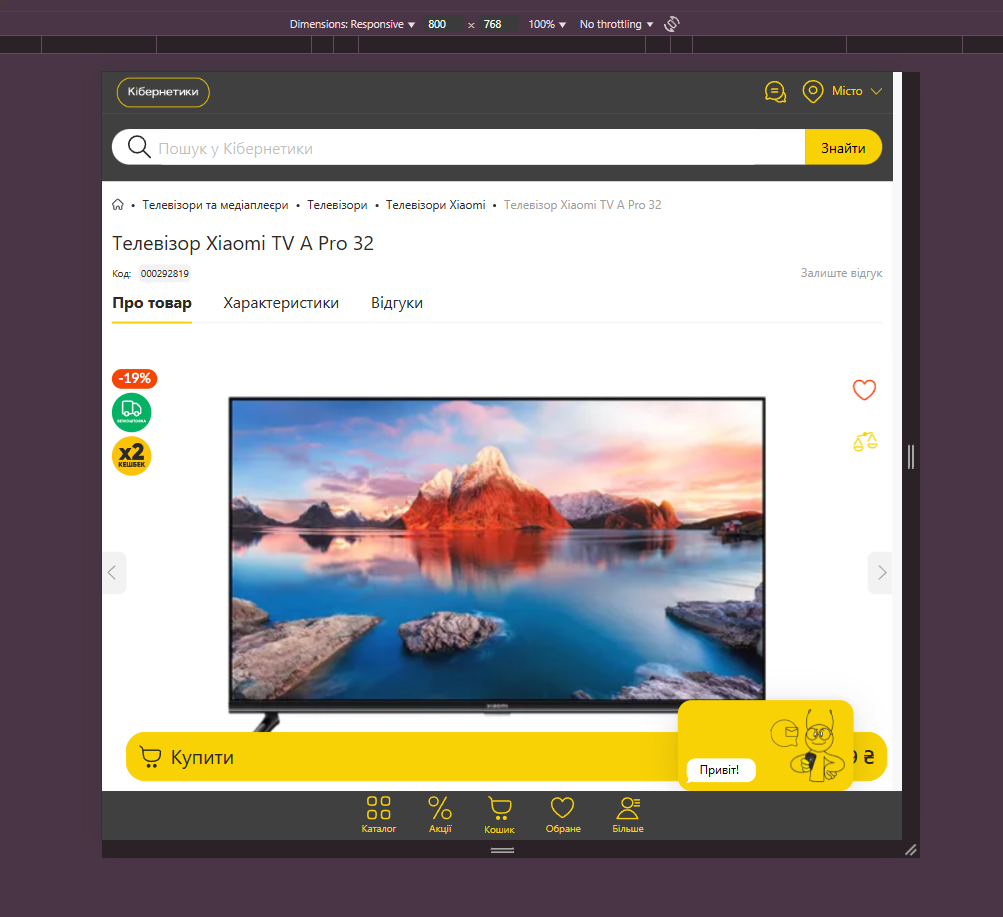 Dimensions: Responsive 800 × 768 100% No throttling
Кібернетики
Місто
Пошук у Кібернетики
Знайти
• Телевізори та медіаплеєри • Телевізори • Телевізори Xiaomi • Телевізор Xiaomi TV A Pro 32
Телевізор Xiaomi TV A Pro 32
Код: 000292819
Залиште відгук
Про товар Характеристики Відгуки
-19%
x2
КЕШБЕК
Купити
Привіт!
9 ₴
Каталог Акції Кошик Обране Більше